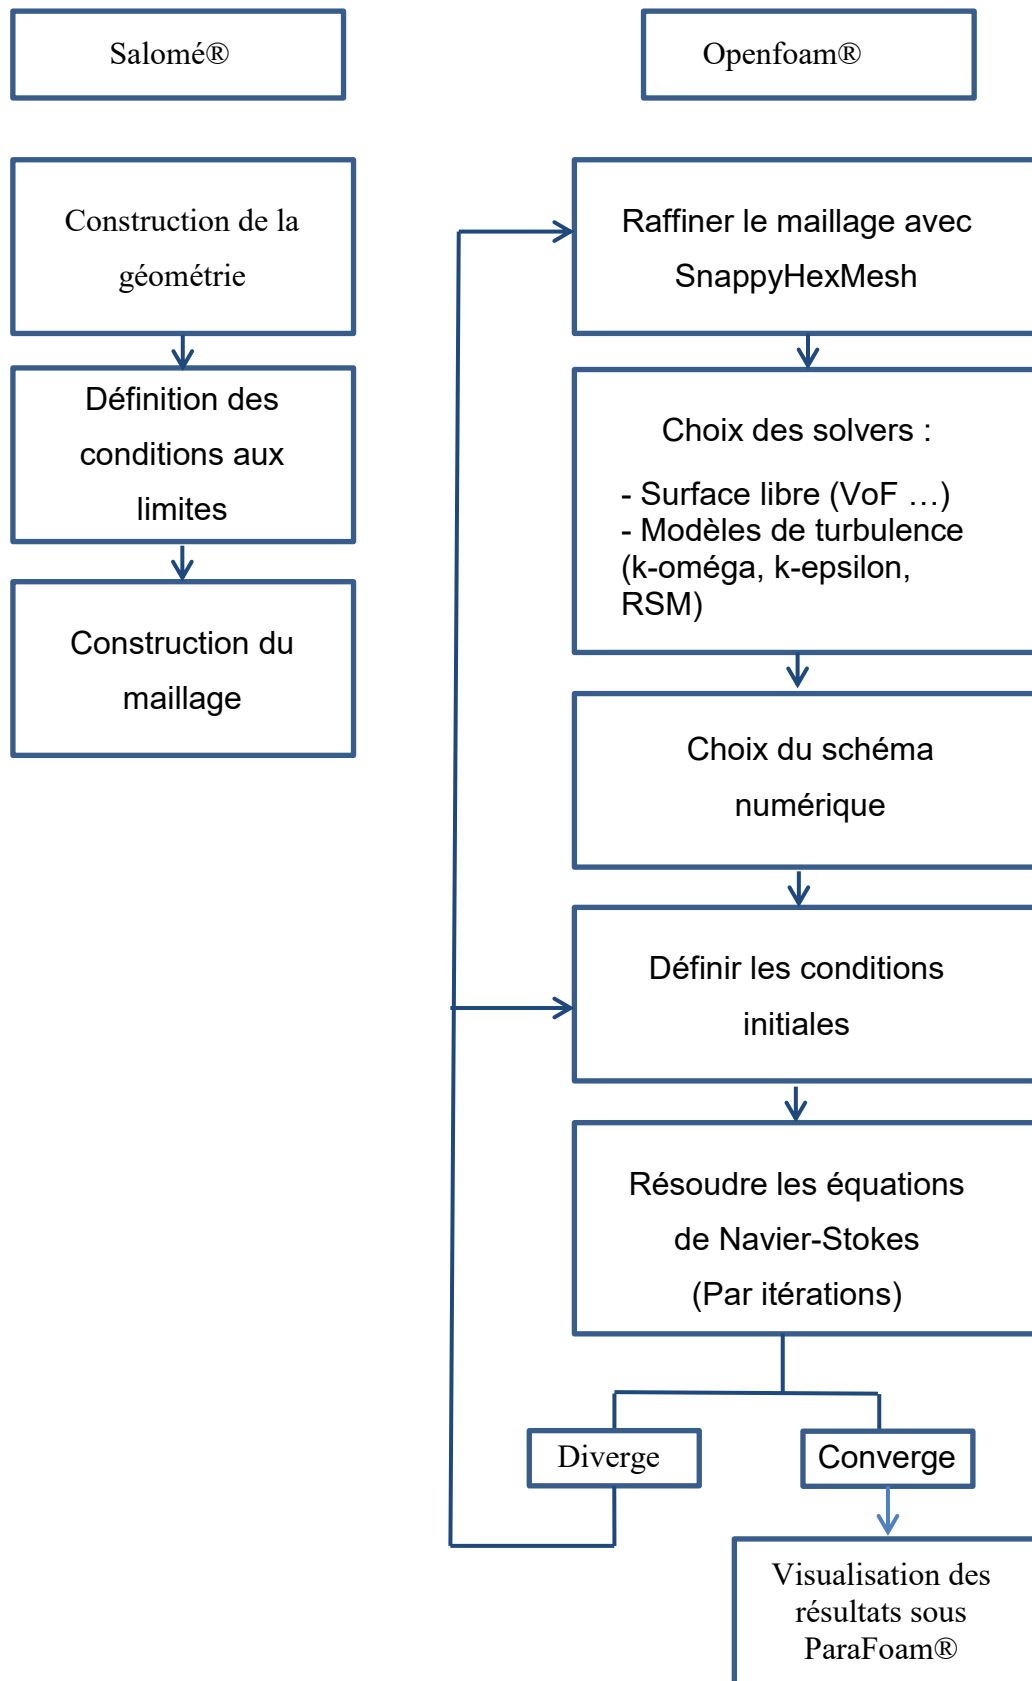 Salomé®
Openfoam®
Construction de la
géométrie
Définition des
conditions aux
limites
Construction du
maillage
Raffiner le maillage avec
SnappyHexMesh
Choix des solvers :
- Surface libre (VoF …)
- Modèles de turbulence
(k-oméga, k-epsilon,
RSM)
Choix du schéma
numérique
Définir les conditions
initiales
Résoudre les équations
de Navier-Stokes
(Par itérations)
Diverge
Converge
Visualisation des
résultats sous
ParaFoam®